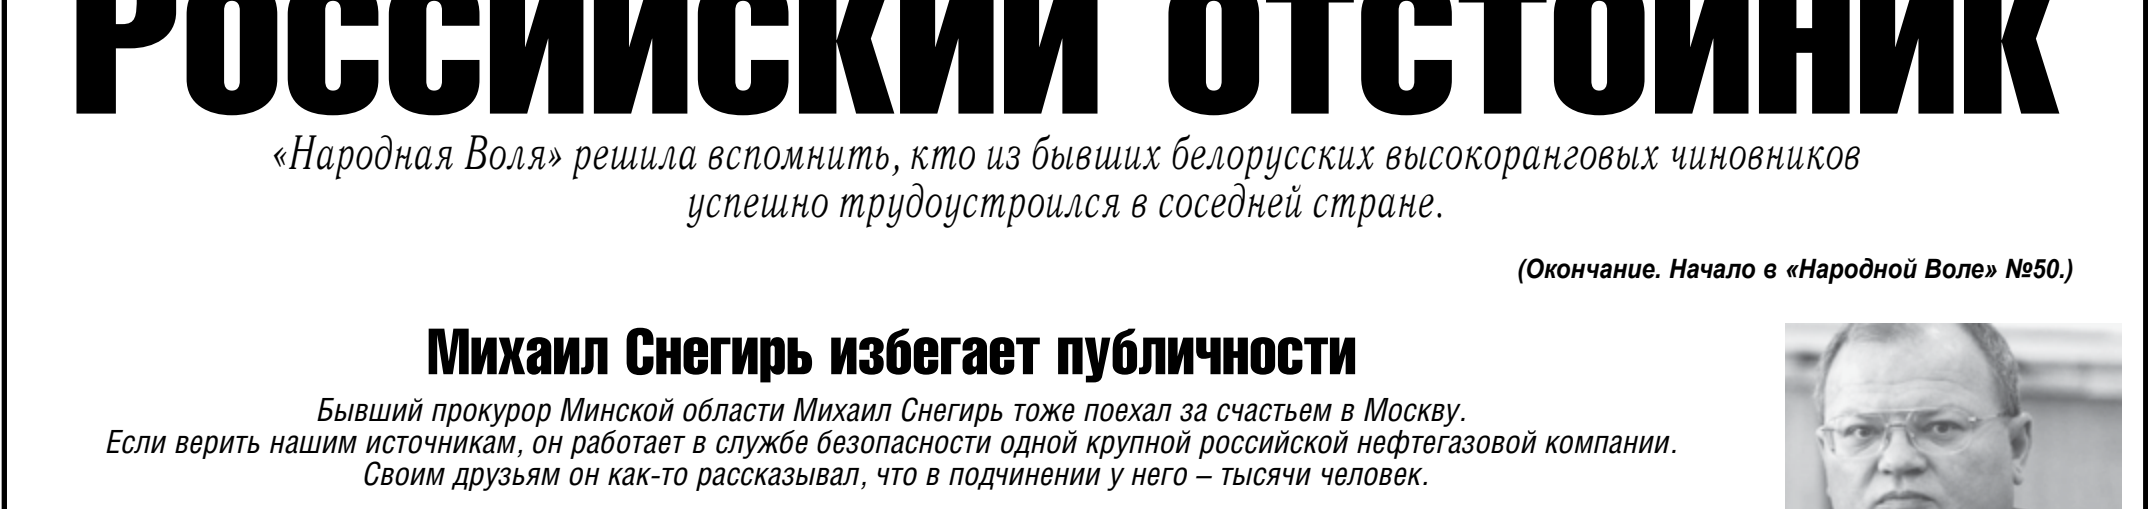 Российский отстойник
«Народная Воля» решила вспомнить, кто из бывших белорусских высокоранговых чиновников
успешно трудоустроился в соседней стране.
(Окончание. Начало в «Народной Воле» №50.)
Михаил Снегирь избегает публичности
Бывший прокурор Минской области Михаил Снегирь тоже поехал за счастьем в Москву.
Если верить нашим источникам, он работает в службе безопасности одной крупной российской нефтегазовой компании.
Своим друзьям он как-то рассказывал, что в подчинении у него – тысячи человек.